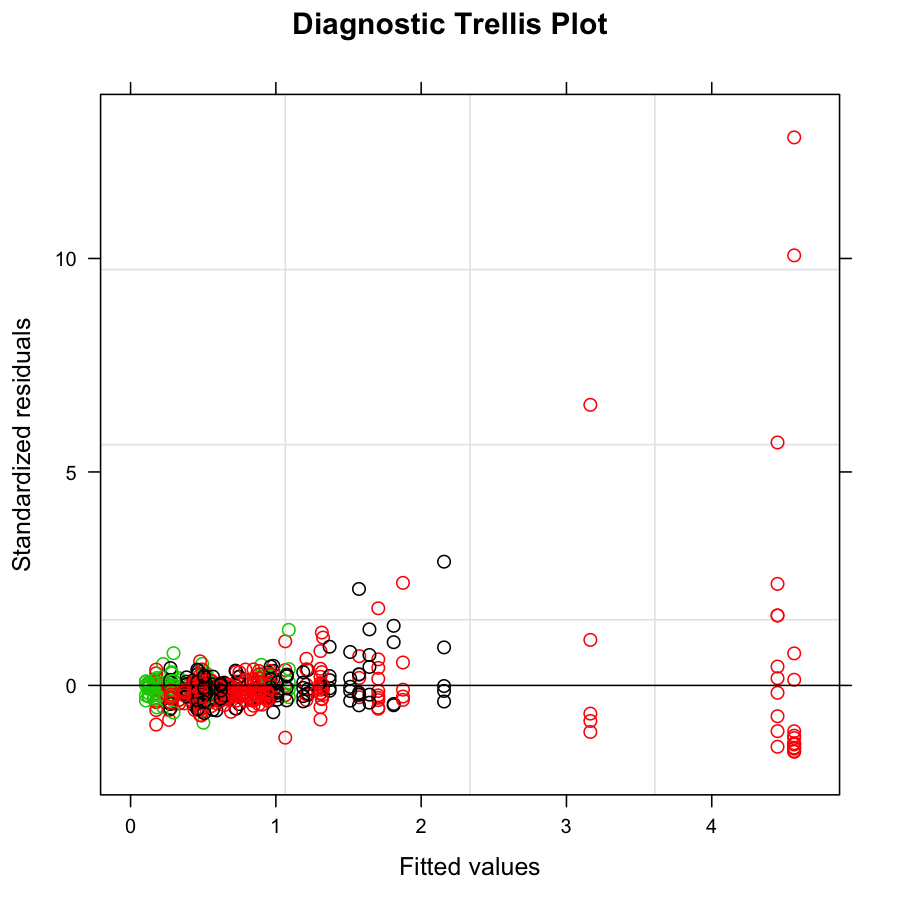 Diagnostic Trellis Plot
Standardized residuals
10
5
0
0 1 2 3 4
Fitted values